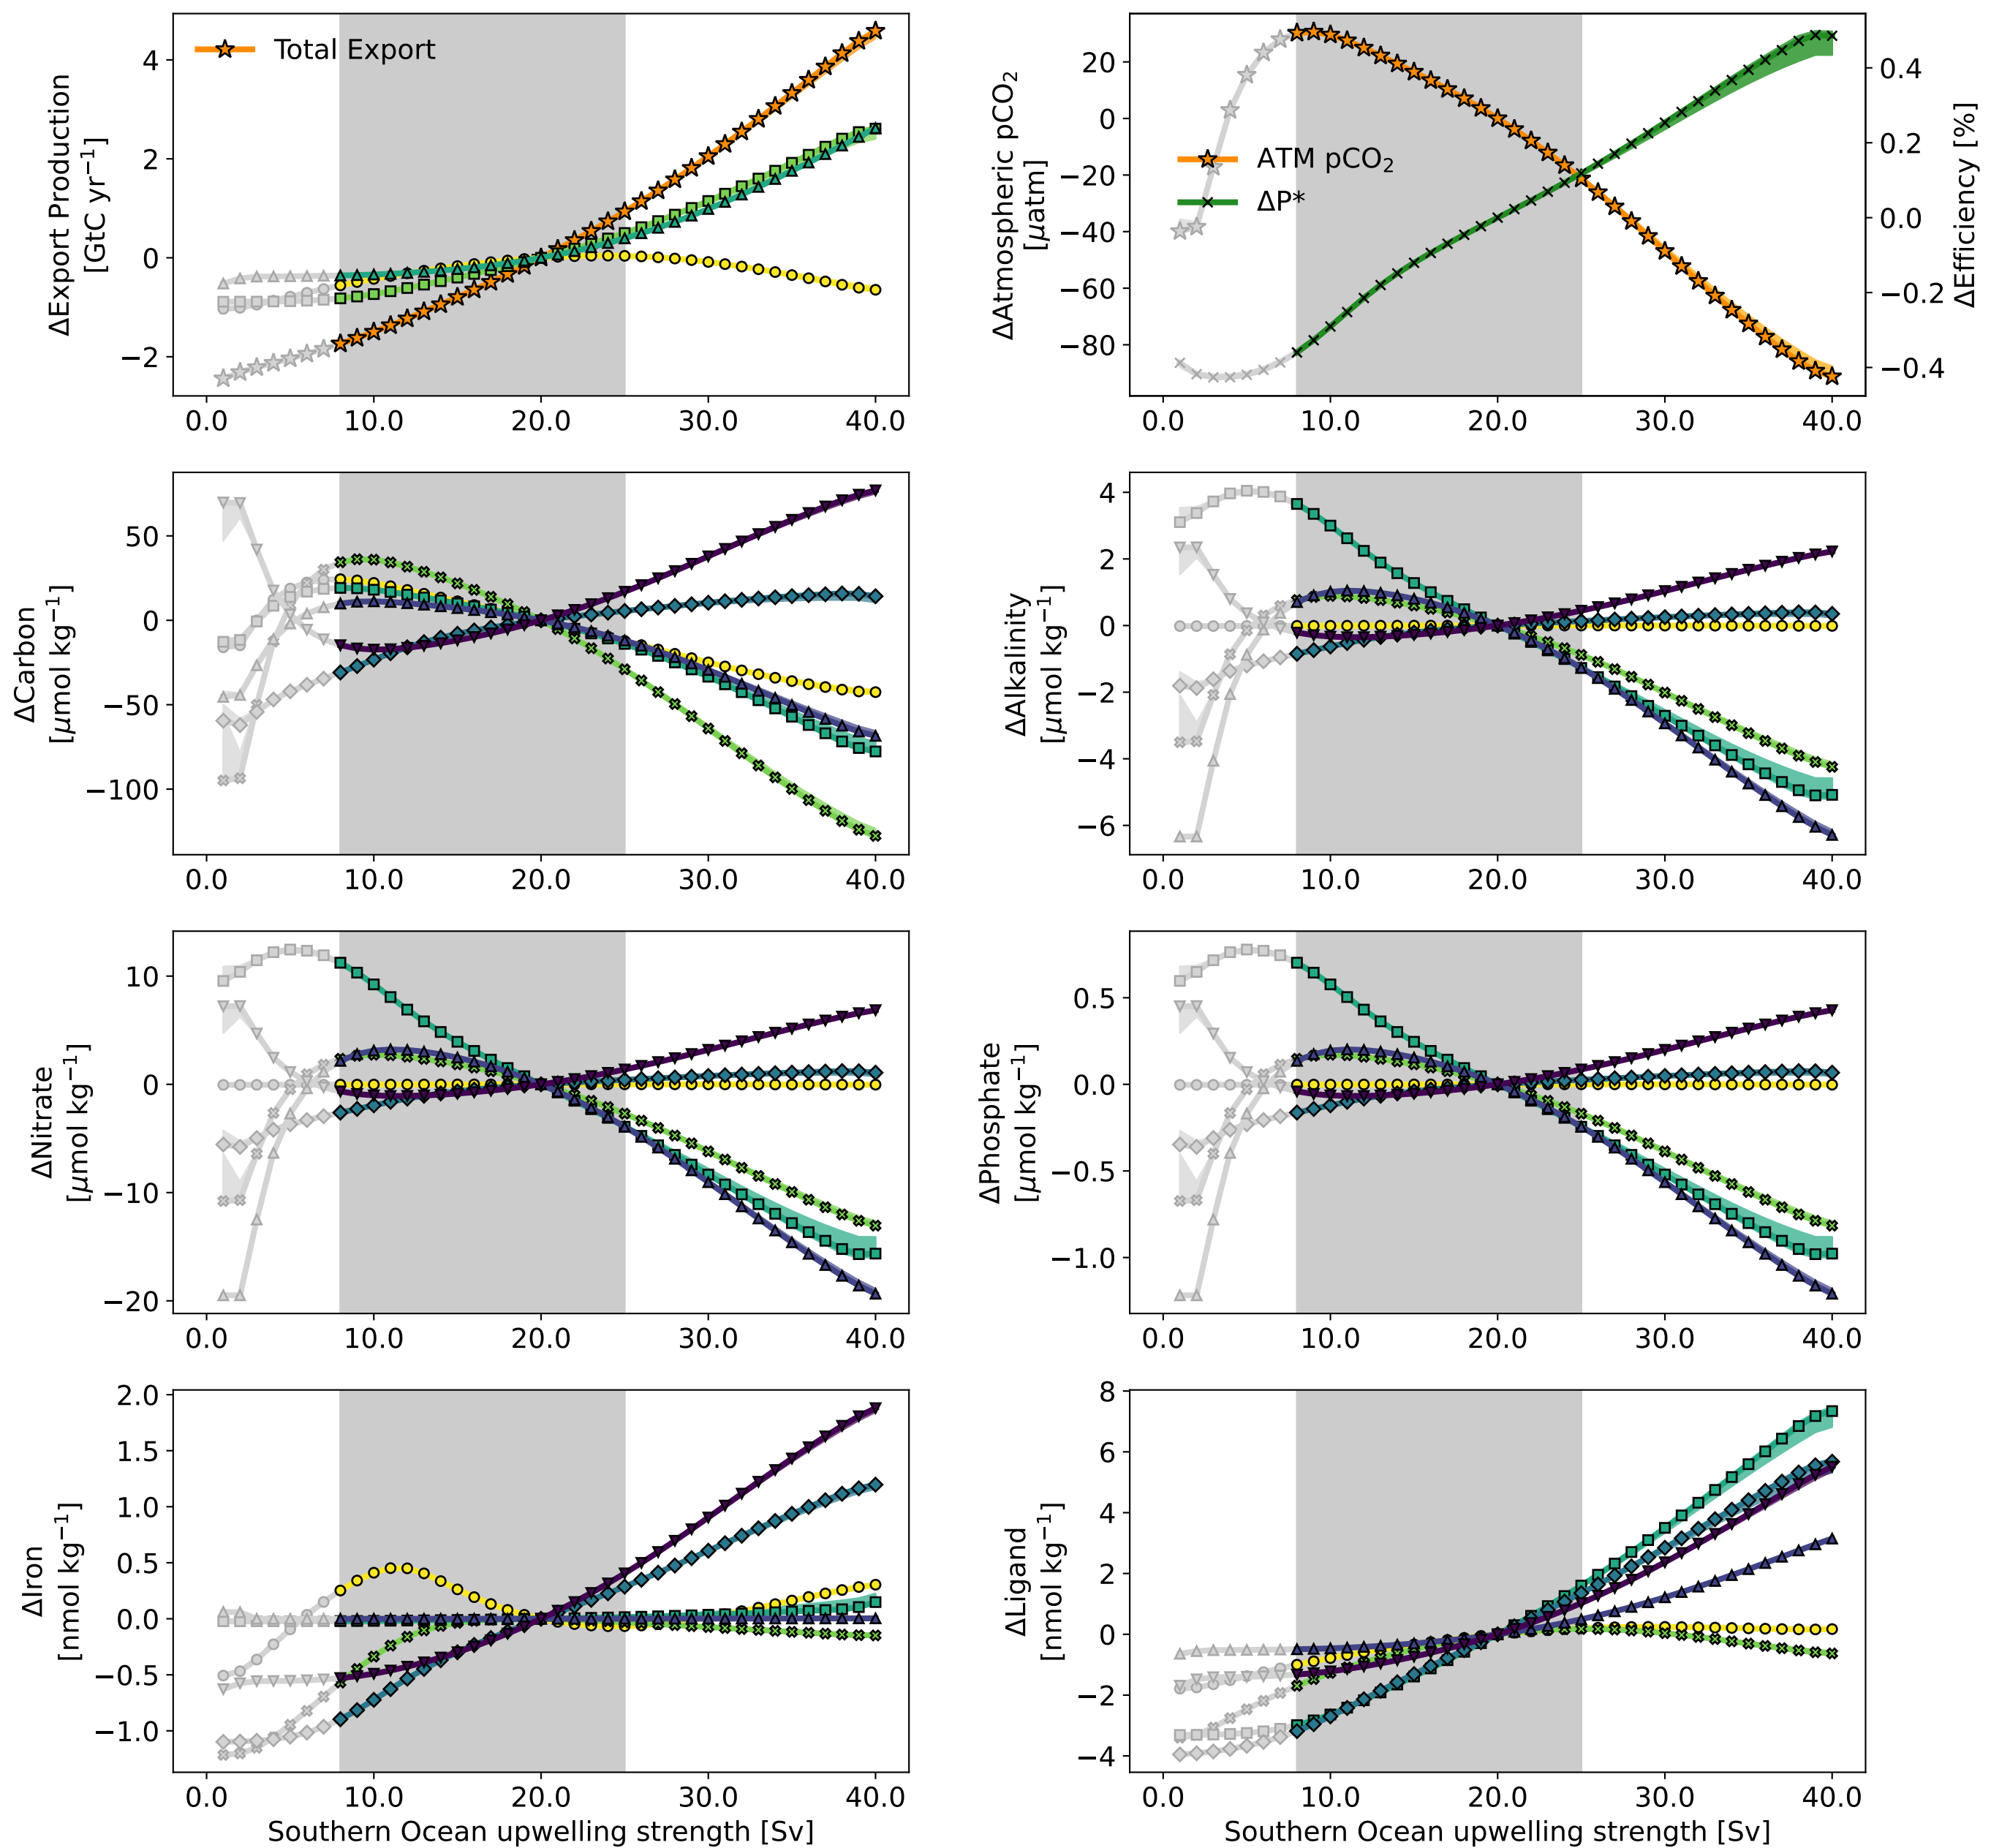 ΔExport Production
[GtC yr⁻¹]
4
2
0
−2
Total Export
0.0 10.0 20.0 30.0 40.0
ΔAtmospheric pCO₂
[μatm]
20
0
−20
−40
−60
−80
ATM pCO₂
ΔP*
0.4
0.2
0.0
−0.2
−0.4
ΔEfficiency [%]
0.0 10.0 20.0 30.0 40.0
ΔCarbon
[μmol kg⁻¹]
50
0
−50
−100
0.0 10.0 20.0 30.0 40.0
ΔAlkalinity
[μmol kg⁻¹]
4
2
0
−2
−4
−6
0.0 10.0 20.0 30.0 40.0
ΔNitrate
[μmol kg⁻¹]
10
0
−10
−20
0.0 10.0 20.0 30.0 40.0
ΔPhosphate
[μmol kg⁻¹]
0.5
0.0
−0.5
−1.0
0.0 10.0 20.0 30.0 40.0
ΔIron
[nmol kg⁻¹]
2.0
1.5
1.0
0.5
0.0
−0.5
−1.0
0.0 10.0 20.0 30.0 40.0
Southern Ocean upwelling strength [Sv]
ΔLigand
[nmol kg⁻¹]
8
6
4
2
0
−2
−4
0.0 10.0 20.0 30.0 40.0
Southern Ocean upwelling strength [Sv]